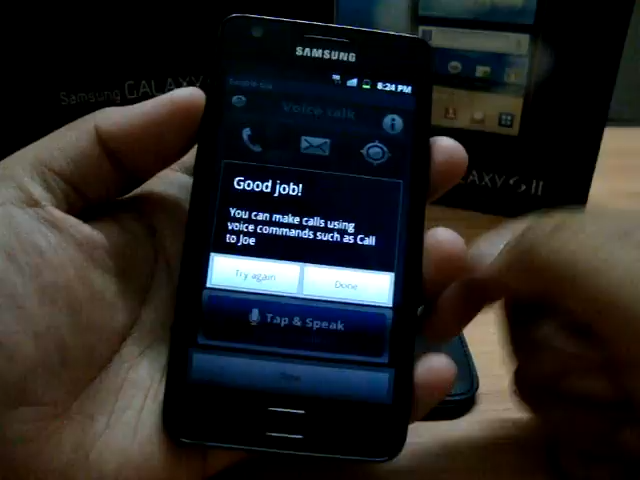 SAMSUNG
8:24 PM
Samsung GALAXY
Voice talk
Good job!
You can make calls using
voice commands such as Call
to Joe
Try again
Done
Tap & Speak
GALAXY S II